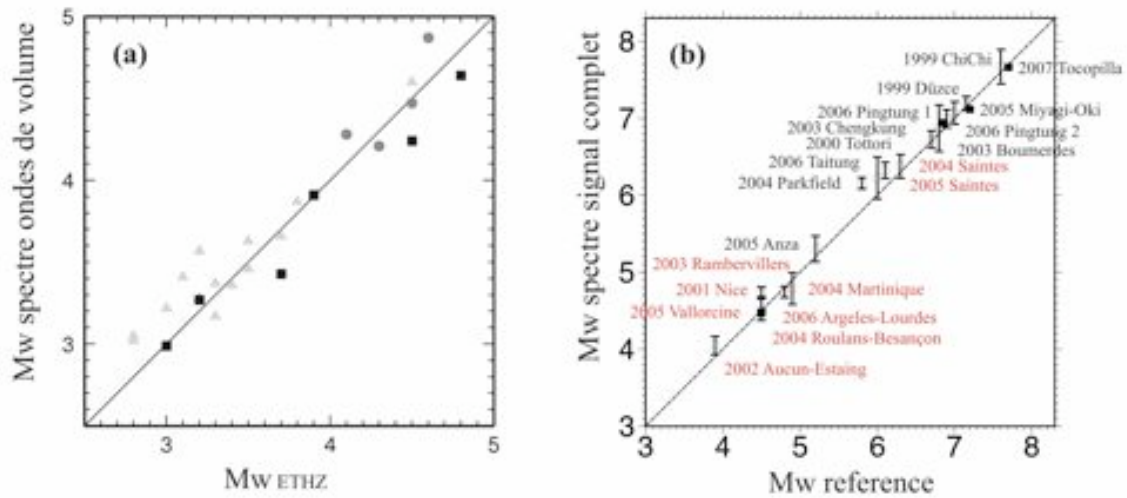 5
(a)
4
3
3
4
5
Mw spectre ondes de volume
Mw ETHZ
(b)
8
7
6
5
4
3
3
4
5
6
7
8
Mw spectre signal complet
Mw reference
1999 ChiChi
2007 Tocopilla
1999 Düzce
2006 Pingtung 1
2005 Miyagi-Oki
2003 Chengkung
2006 Pingtung 2
2000 Tottori
2003 Boumerdes
2006 Taitung
2004 Saintes
2004 Parkfield
2005 Saintes
2005 Anza
2003 Rambervillers
2001 Nice
2004 Martinique
2005 Vallorcine
2006 Argeles-Lourdes
2004 Roulans-Besançon
2002 Aucun-Estaing